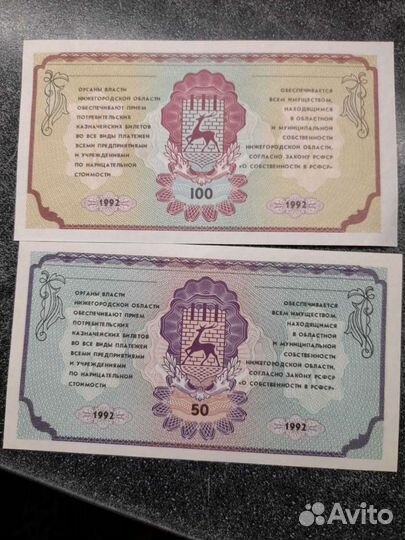 ОРГАНЫ ВЛАСТИ
НИЖЕГОРОДСКОЙ ОБЛАСТИ
ОБЕСПЕЧИВАЮТ ПРИЕМ
ПОТРЕБИТЕЛЬСКИХ
КАЗНАЧЕЙСКИХ БИЛЕТОВ
ВО ВСЕ ВИДЫ ПЛАТЕЖЕЙ
ВСЕМИ ПРЕДПРИЯТИЯМИ
И УЧРЕЖДЕНИЯМИ
ПО НАРИЦАТЕЛЬНОЙ
СТОИМОСТИ
ОБЕСПЕЧИВАЕТСЯ
ВСЕМ ИМУЩЕСТВОМ,
НАХОДЯЩИМСЯ
В ОБЛАСТНОЙ
И МУНИЦИПАЛЬНОЙ
СОБСТВЕННОСТИ
НИЖЕГОРОДСКОЙ ОБЛАСТИ,
СОГЛАСНО ЗАКОНУ РСФСР
"О СОБСТВЕННОСТИ В РСФСР"
1992
100
1992
ОРГАНЫ ВЛАСТИ
НИЖЕГОРОДСКОЙ ОБЛАСТИ
ОБЕСПЕЧИВАЮТ ПРИЕМ
ПОТРЕБИТЕЛЬСКИХ
КАЗНАЧЕЙСКИХ БИЛЕТОВ
ВО ВСЕ ВИДЫ ПЛАТЕЖЕЙ
ВСЕМИ ПРЕДПРИЯТИЯМИ
И УЧРЕЖДЕНИЯМИ
ПО НАРИЦАТЕЛЬНОЙ
СТОИМОСТИ
ОБЕСПЕЧИВАЕТСЯ
ВСЕМ ИМУЩЕСТВОМ,
НАХОДЯЩИМСЯ
В ОБЛАСТНОЙ
И МУНИЦИПАЛЬНОЙ
СОБСТВЕННОСТИ
НИЖЕГОРОДСКОЙ ОБЛАСТИ,
СОГЛАСНО ЗАКОНУ РСФСР
"О СОБСТВЕННОСТИ В РСФСР"
1992
50
1992
Avito